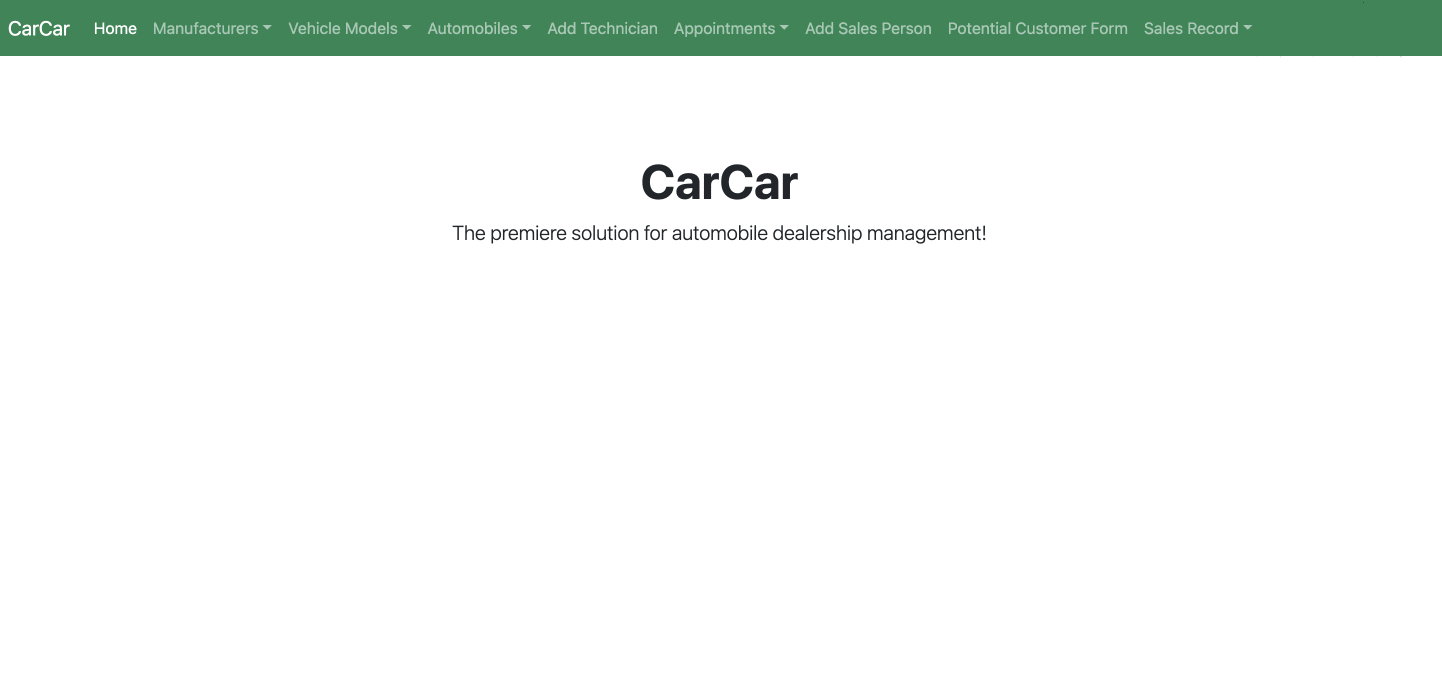 CarCar Home Manufacturers Vehicle Models Automobiles Add Technician Appointments Add Sales Person Potential Customer Form Sales Record
CarCar
The premiere solution for automobile dealership management!